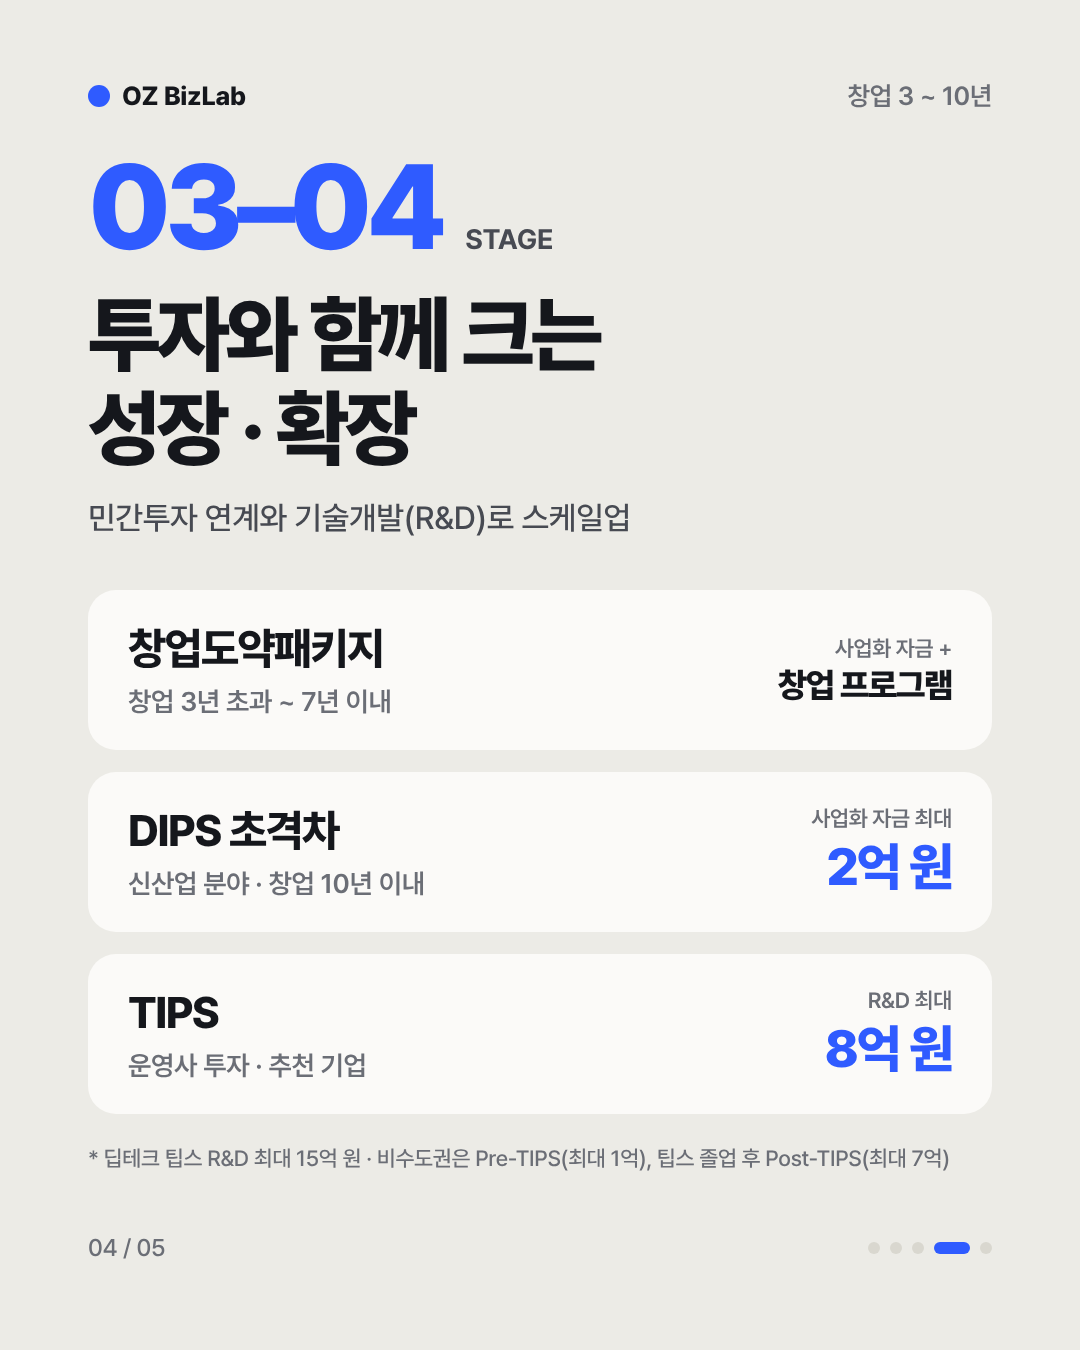 OZ BizLab
창업 3 ~ 10년
03–04 STAGE
투자와 함께 크는
성장 · 확장
민간투자 연계와 기술개발(R&D)로 스케일업
창업도약패키지
창업 3년 초과 ~ 7년 이내
사업화 자금 +
창업 프로그램
DIPS 초격차
신산업 분야 · 창업 10년 이내
사업화 자금 최대
2억 원
TIPS
운영사 투자 · 추천 기업
R&D 최대
8억 원
* 딥테크 팁스 R&D 최대 15억 원 · 비수도권은 Pre-TIPS(최대 1억), 팁스 졸업 후 Post-TIPS(최대 7억)
04 / 05